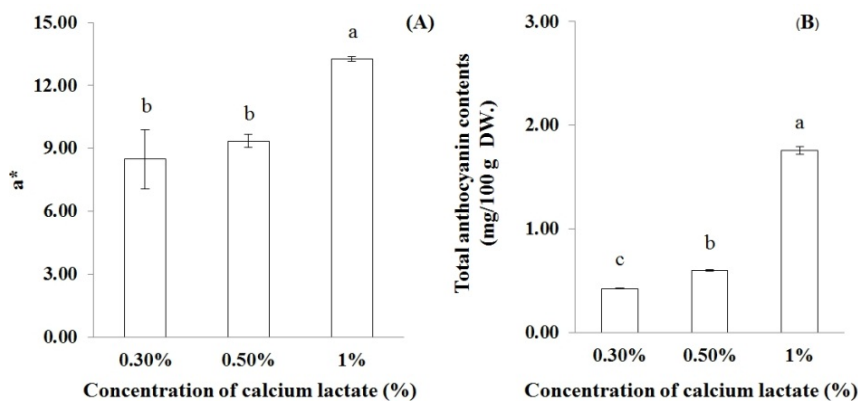 (A)
15.00
12.00
9.00
6.00
3.00
0.00
a*
b
b
a
0.30% 0.50% 1%
Concentration of calcium lactate (%)
(B)
3.00
2.00
1.00
0.00
Total anthocyanin contents
(mg/100 g DW.)
c
b
a
0.30% 0.50% 1%
Concentration of calcium lactate (%)